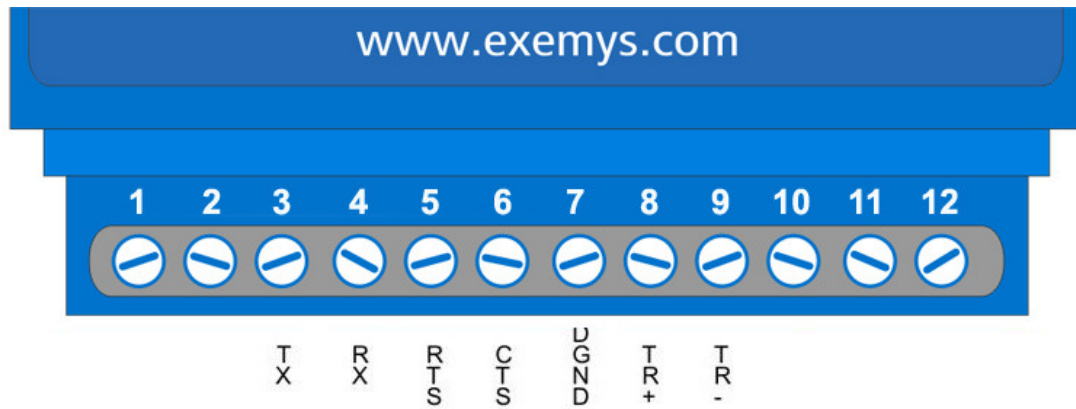 www.exemys.com
1 2 3 4 5 6 7 8 9 10 11 12
TX RX RTS CTS DGND TR+ TR-